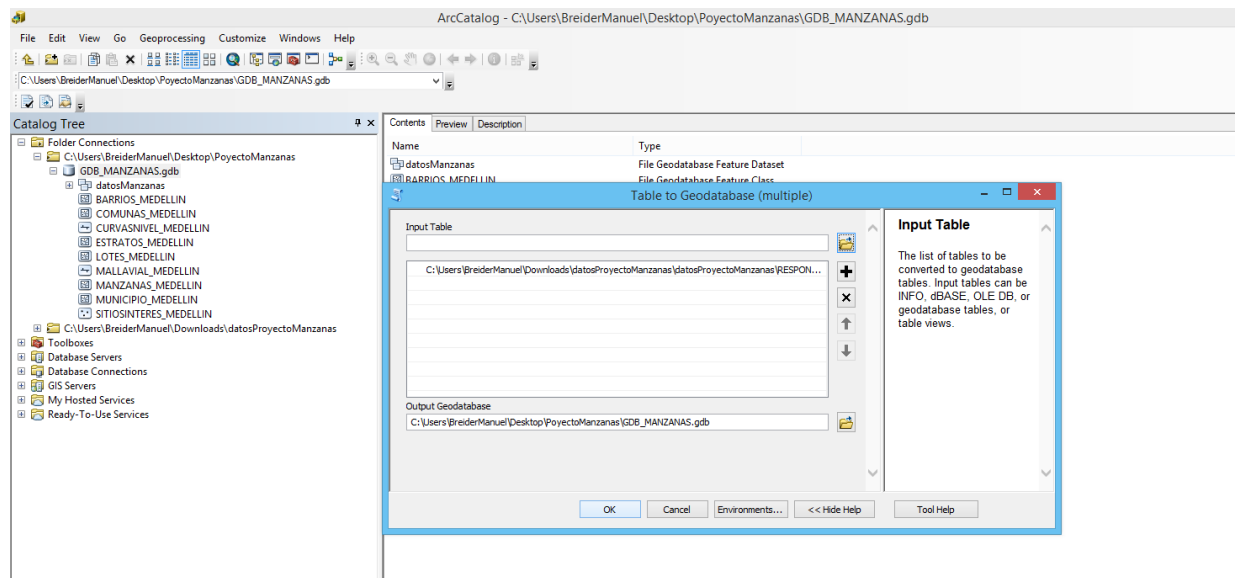 ArcCatalog - C:\Users\BreiderManuel\Desktop\PoyectoManzanas\GDB_MANZANAS.gdb
File Edit View Go Geoprocessing Customize Windows Help
C:\Users\BreiderManuel\Desktop\PoyectoManzanas\GDB_MANZANAS.gdb
Catalog Tree
Folder Connections
C:\Users\BreiderManuel\Desktop\PoyectoManzanas
GDB_MANZANAS.gdb
datosManzanas
BARRIOS_MEDELLIN
COMUNAS_MEDELLIN
CURVASNIVEL_MEDELLIN
ESTRATOS_MEDELLIN
LOTES_MEDELLIN
MALLAVIAL_MEDELLIN
MANZANAS_MEDELLIN
MUNICIPIO_MEDELLIN
SITIOSINTERES_MEDELLIN
C:\Users\BreiderManuel\Downloads\datosProyectoManzanas
Toolboxes
Database Servers
Database Connections
GIS Servers
My Hosted Services
Ready-To-Use Services
Contents Preview Description
Name Type
datosManzanas File Geodatabase Feature Dataset
BARRIOS_MEDELLIN File Geodatabase Feature Class
Table to Geodatabase (multiple)
Input Table
C:\Users\BreiderManuel\Downloads\datosProyectoManzanas\datosProyectoManzanas\RESPON...
Output Geodatabase
C:\Users\BreiderManuel\Desktop\PoyectoManzanas\GDB_MANZANAS.gdb
OK Cancel Environments... << Hide Help Tool Help
Input Table
The list of tables to be
converted to geodatabase
tables. Input tables can be
INFO, dBASE, OLE DB, or
geodatabase tables, or
table views.